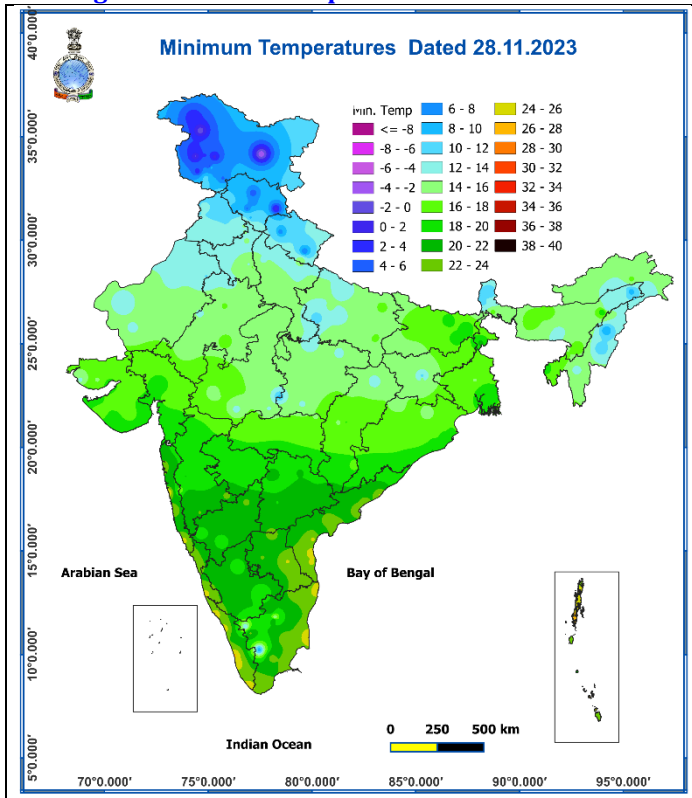 Minimum Temperatures Dated 28.11.2023
Min. Temp
<= -8
-8 - -6
-6 - -4
-4 - -2
-2 - 0
0 - 2
2 - 4
4 - 6
6 - 8
8 - 10
10 - 12
12 - 14
14 - 16
16 - 18
18 - 20
20 - 22
22 - 24
24 - 26
26 - 28
28 - 30
30 - 32
32 - 34
34 - 36
36 - 38
38 - 40
40°0.000'
35°0.000'
30°0.000'
25°0.000'
20°0.000'
15°0.000'
10°0.000'
5°0.000'
Arabian Sea
Bay of Bengal
Indian Ocean
0 250 500 km
70°0.000' 75°0.000' 80°0.000' 85°0.000' 90°0.000' 95°0.000'